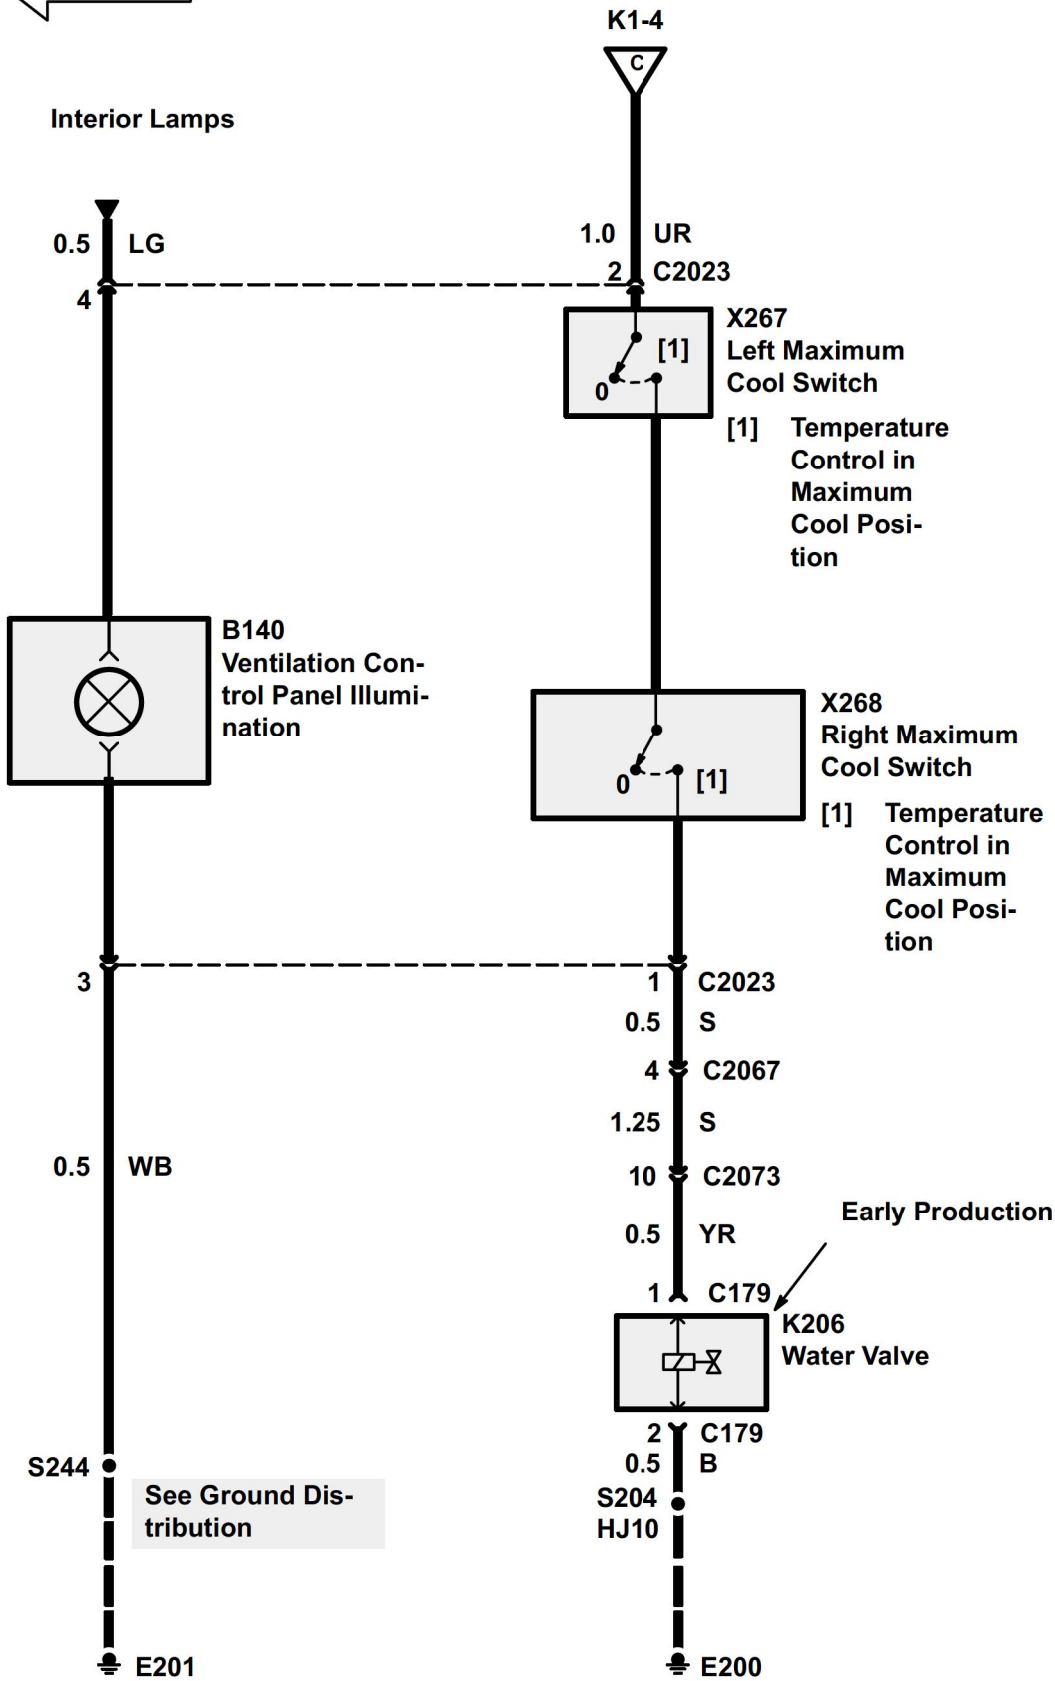 K1-4
C
Interior Lamps
0.5 LG
1.0 UR
4
2 C2023
X267
Left Maximum
Cool Switch
[1]
0
[1] Temperature
Control in
Maximum
Cool Posi-
tion
B140
Ventilation Con-
trol Panel Illumi-
nation
X268
Right Maximum
Cool Switch
0 [1]
[1] Temperature
Control in
Maximum
Cool Posi-
tion
3
1 C2023
0.5 S
4 C2067
1.25 S
0.5 WB
10 C2073
Early Production
0.5 YR
1 C179
K206
Water Valve
2 C179
0.5 B
S244
See Ground Dis-
tribution
S204
HJ10
E201
E200